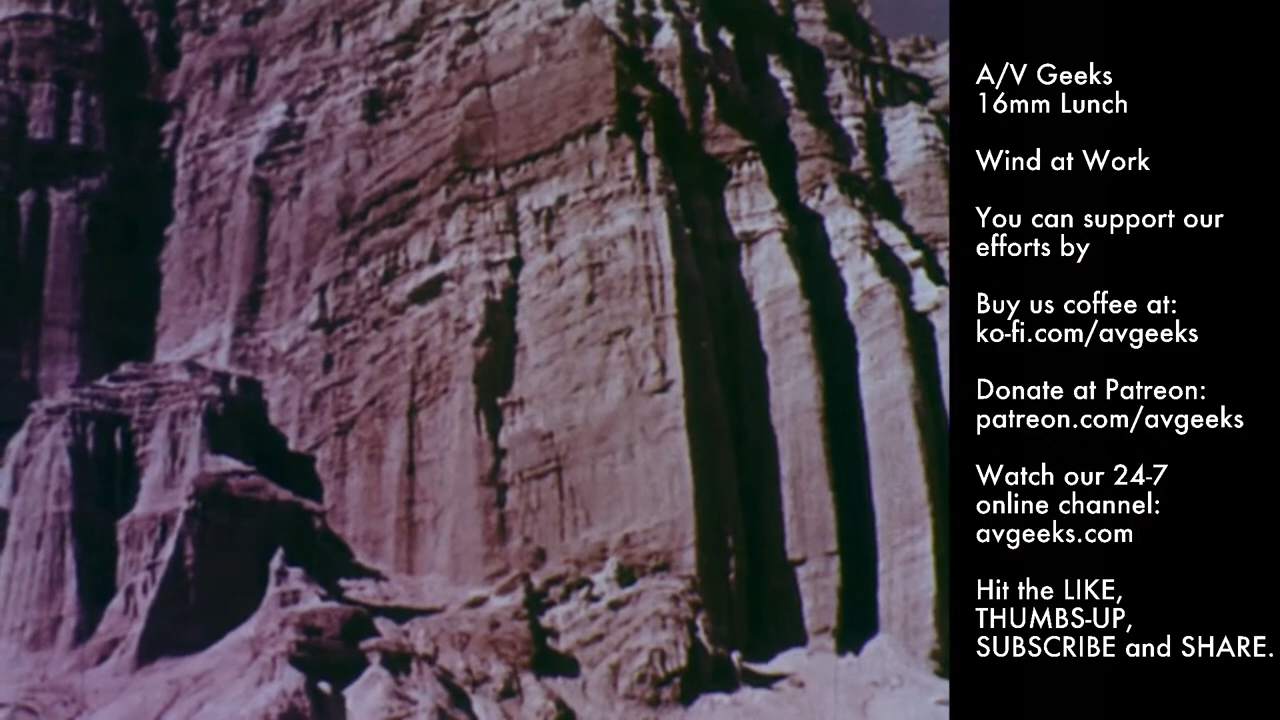 A/V Geeks
16mm Lunch
Wind at Work
You can support our
efforts by
Buy us coffee at:
ko-fi.com/avgeeks
Donate at Patreon:
patreon.com/avgeeks
Watch our 24-7
online channel:
avgeeks.com
Hit the LIKE,
THUMBS-UP,
SUBSCRIBE and SHARE.